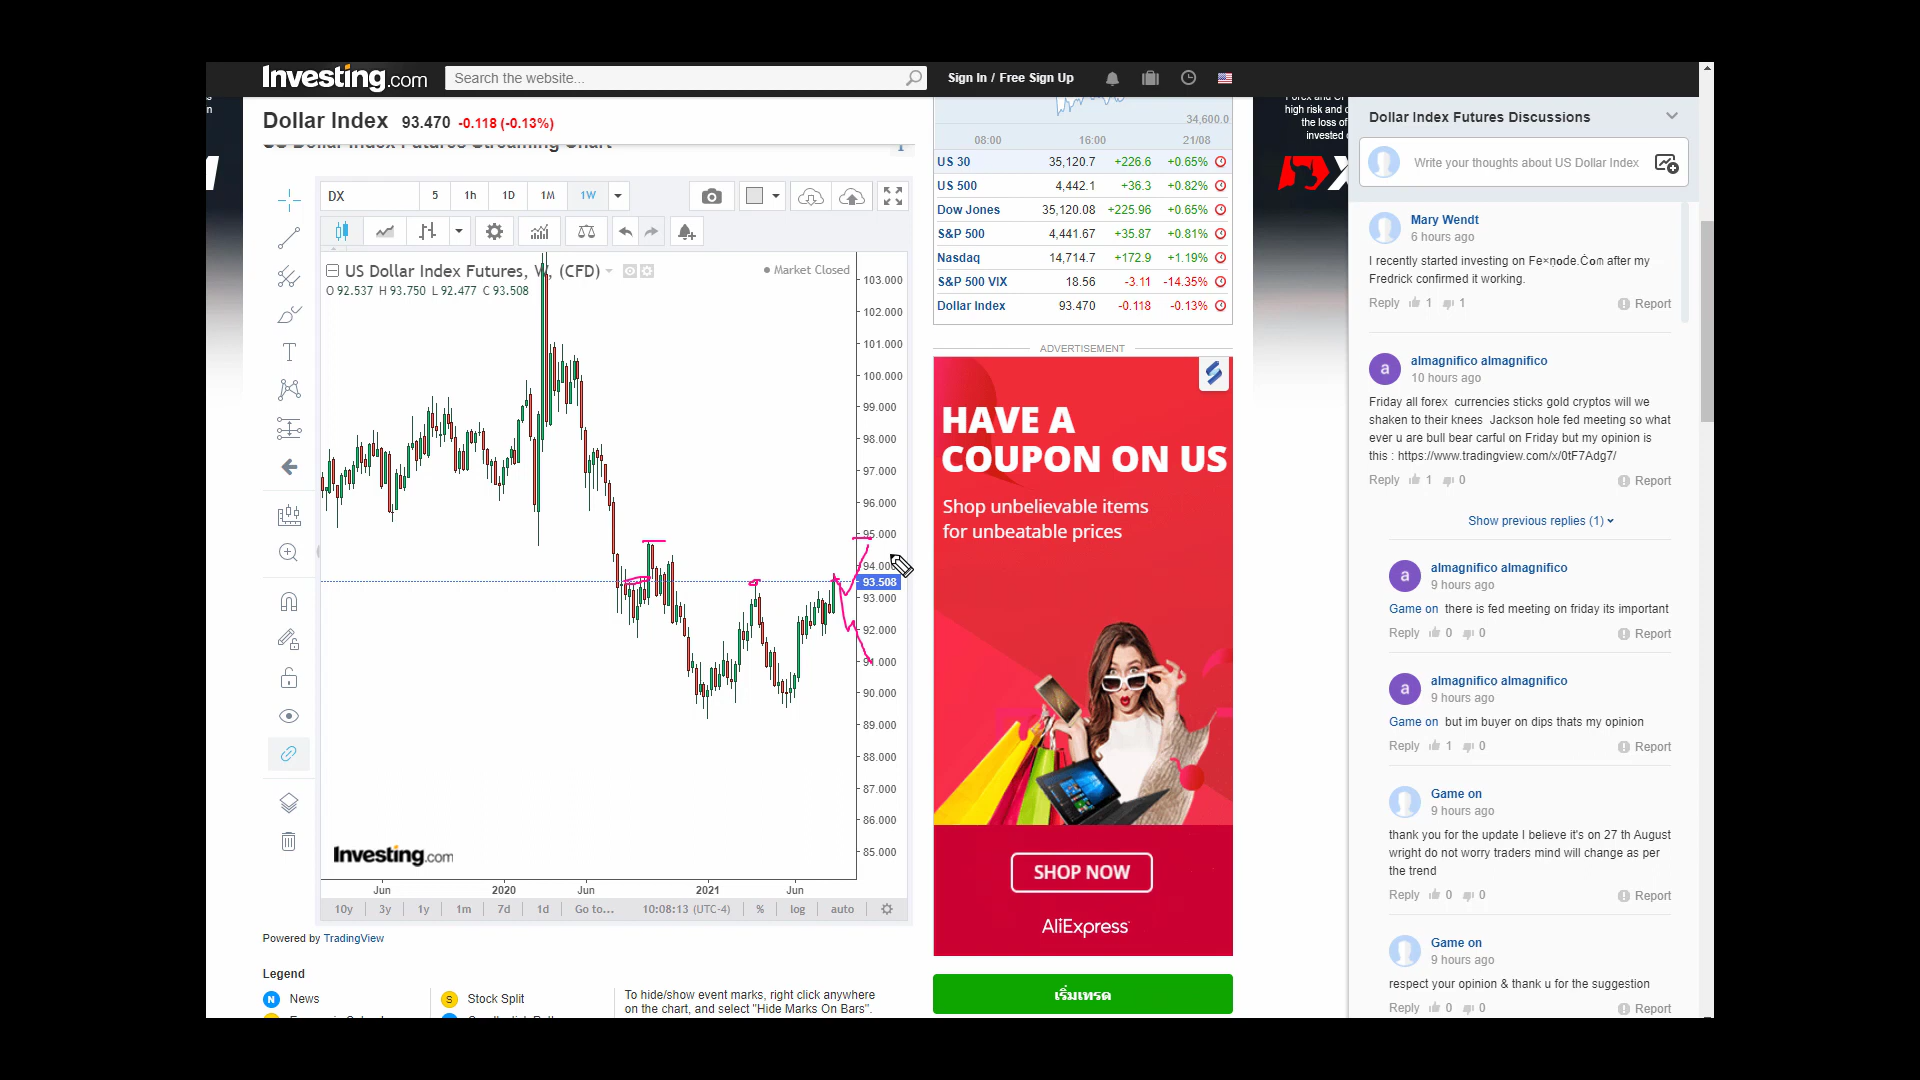 Investing.com
Search the website...
Sign In / Free Sign Up
Dollar Index 93.470 -0.118 (-0.13%)
US Dollar Index Futures Streaming Chart
DX 5 1h 1D 1M 1W
US Dollar Index Futures, W, (CFD)
Market Closed
O 92.537 H 93.750 L 92.477 C 93.508
103.000
102.000
101.000
100.000
99.000
98.000
97.000
96.000
95.000
94.000
93.508
93.000
92.000
91.000
90.000
89.000
88.000
87.000
86.000
85.000
Investing.com
Jun 2020 Jun 2021 Jun
10y 3y 1y 1m 7d 1d Go to... 10:08:13 (UTC-4) % log auto
Powered by TradingView
Legend
N News
S Stock Split
To hide/show event marks, right click anywhere
on the chart, and select "Hide Marks On Bars".
34,600.0
08:00 16:00 21/08
US 30 35,120.7 +226.6 +0.65%
US 500 4,442.1 +36.3 +0.82%
Dow Jones 35,120.08 +225.96 +0.65%
S&P 500 4,441.67 +35.87 +0.81%
Nasdaq 14,714.7 +172.9 +1.19%
S&P 500 VIX 18.56 -3.11 -14.35%
Dollar Index 93.470 -0.118 -0.13%
ADVERTISEMENT
HAVE A
COUPON ON US
Shop unbelievable items
for unbeatable prices
SHOP NOW
AliExpress
เริ่มเทรด
high risk and
the loss of
invested
Dollar Index Futures Discussions
Write your thoughts about US Dollar Index
Mary Wendt
6 hours ago
I recently started investing on Fe×ṇođe.Ċoṃ after my
Fredrick confirmed it working.
Reply 1 1 Report
a almagnifico almagnifico
10 hours ago
Friday all forex currencies sticks gold cryptos will we
shaken to their knees Jackson hole fed meeting so what
ever u are bull bear carful on Friday but my opinion is
this : https://www.tradingview.com/x/0tF7Adg7/
Reply 1 0 Report
Show previous replies (1)
a almagnifico almagnifico
9 hours ago
Game on there is fed meeting on friday its important
Reply 0 0 Report
a almagnifico almagnifico
9 hours ago
Game on but im buyer on dips thats my opinion
Reply 1 0 Report
Game on
9 hours ago
thank you for the update I believe it's on 27 th August
wright do not worry traders mind will change as per
the trend
Reply 0 0 Report
Game on
9 hours ago
respect your opinion & thank u for the suggestion
Reply 0 0 Report